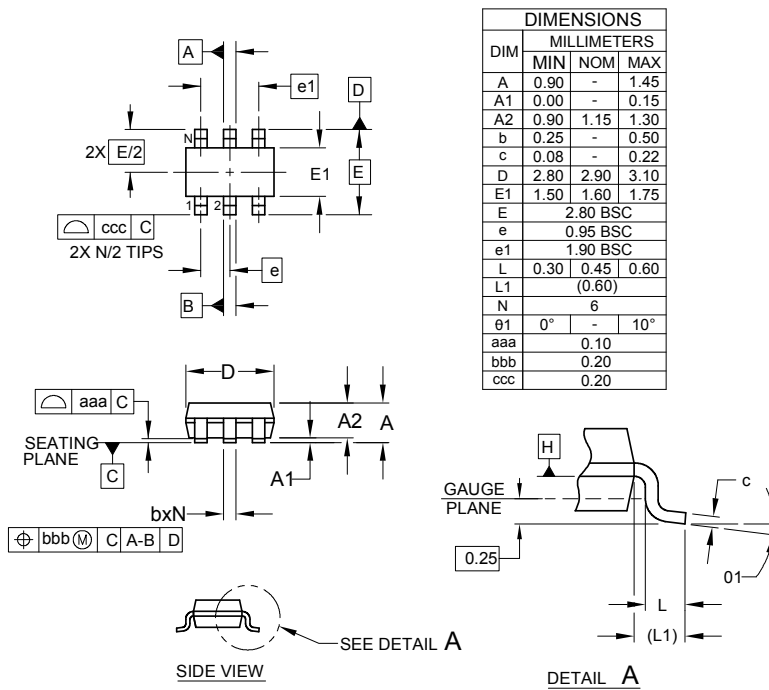 A
e1
D
N
2X E/2
E1
E
1
2
ccc C
2X N/2 TIPS
e
B
D
aaa C
A2
A
SEATING
PLANE
C
A1
bxN
bbb M C A-B D
SEE DETAIL A
SIDE VIEW
DIMENSIONS
DIM MILLIMETERS
MIN NOM MAX
A 0.90 - 1.45
A1 0.00 - 0.15
A2 0.90 1.15 1.30
b 0.25 - 0.50
c 0.08 - 0.22
D 2.80 2.90 3.10
E1 1.50 1.60 1.75
E 2.80 BSC
e 0.95 BSC
e1 1.90 BSC
L 0.30 0.45 0.60
L1 (0.60)
N 6
θ1 0° - 10°
aaa 0.10
bbb 0.20
ccc 0.20
H
GAUGE
PLANE
c
0.25
01
L
(L1)
DETAIL A